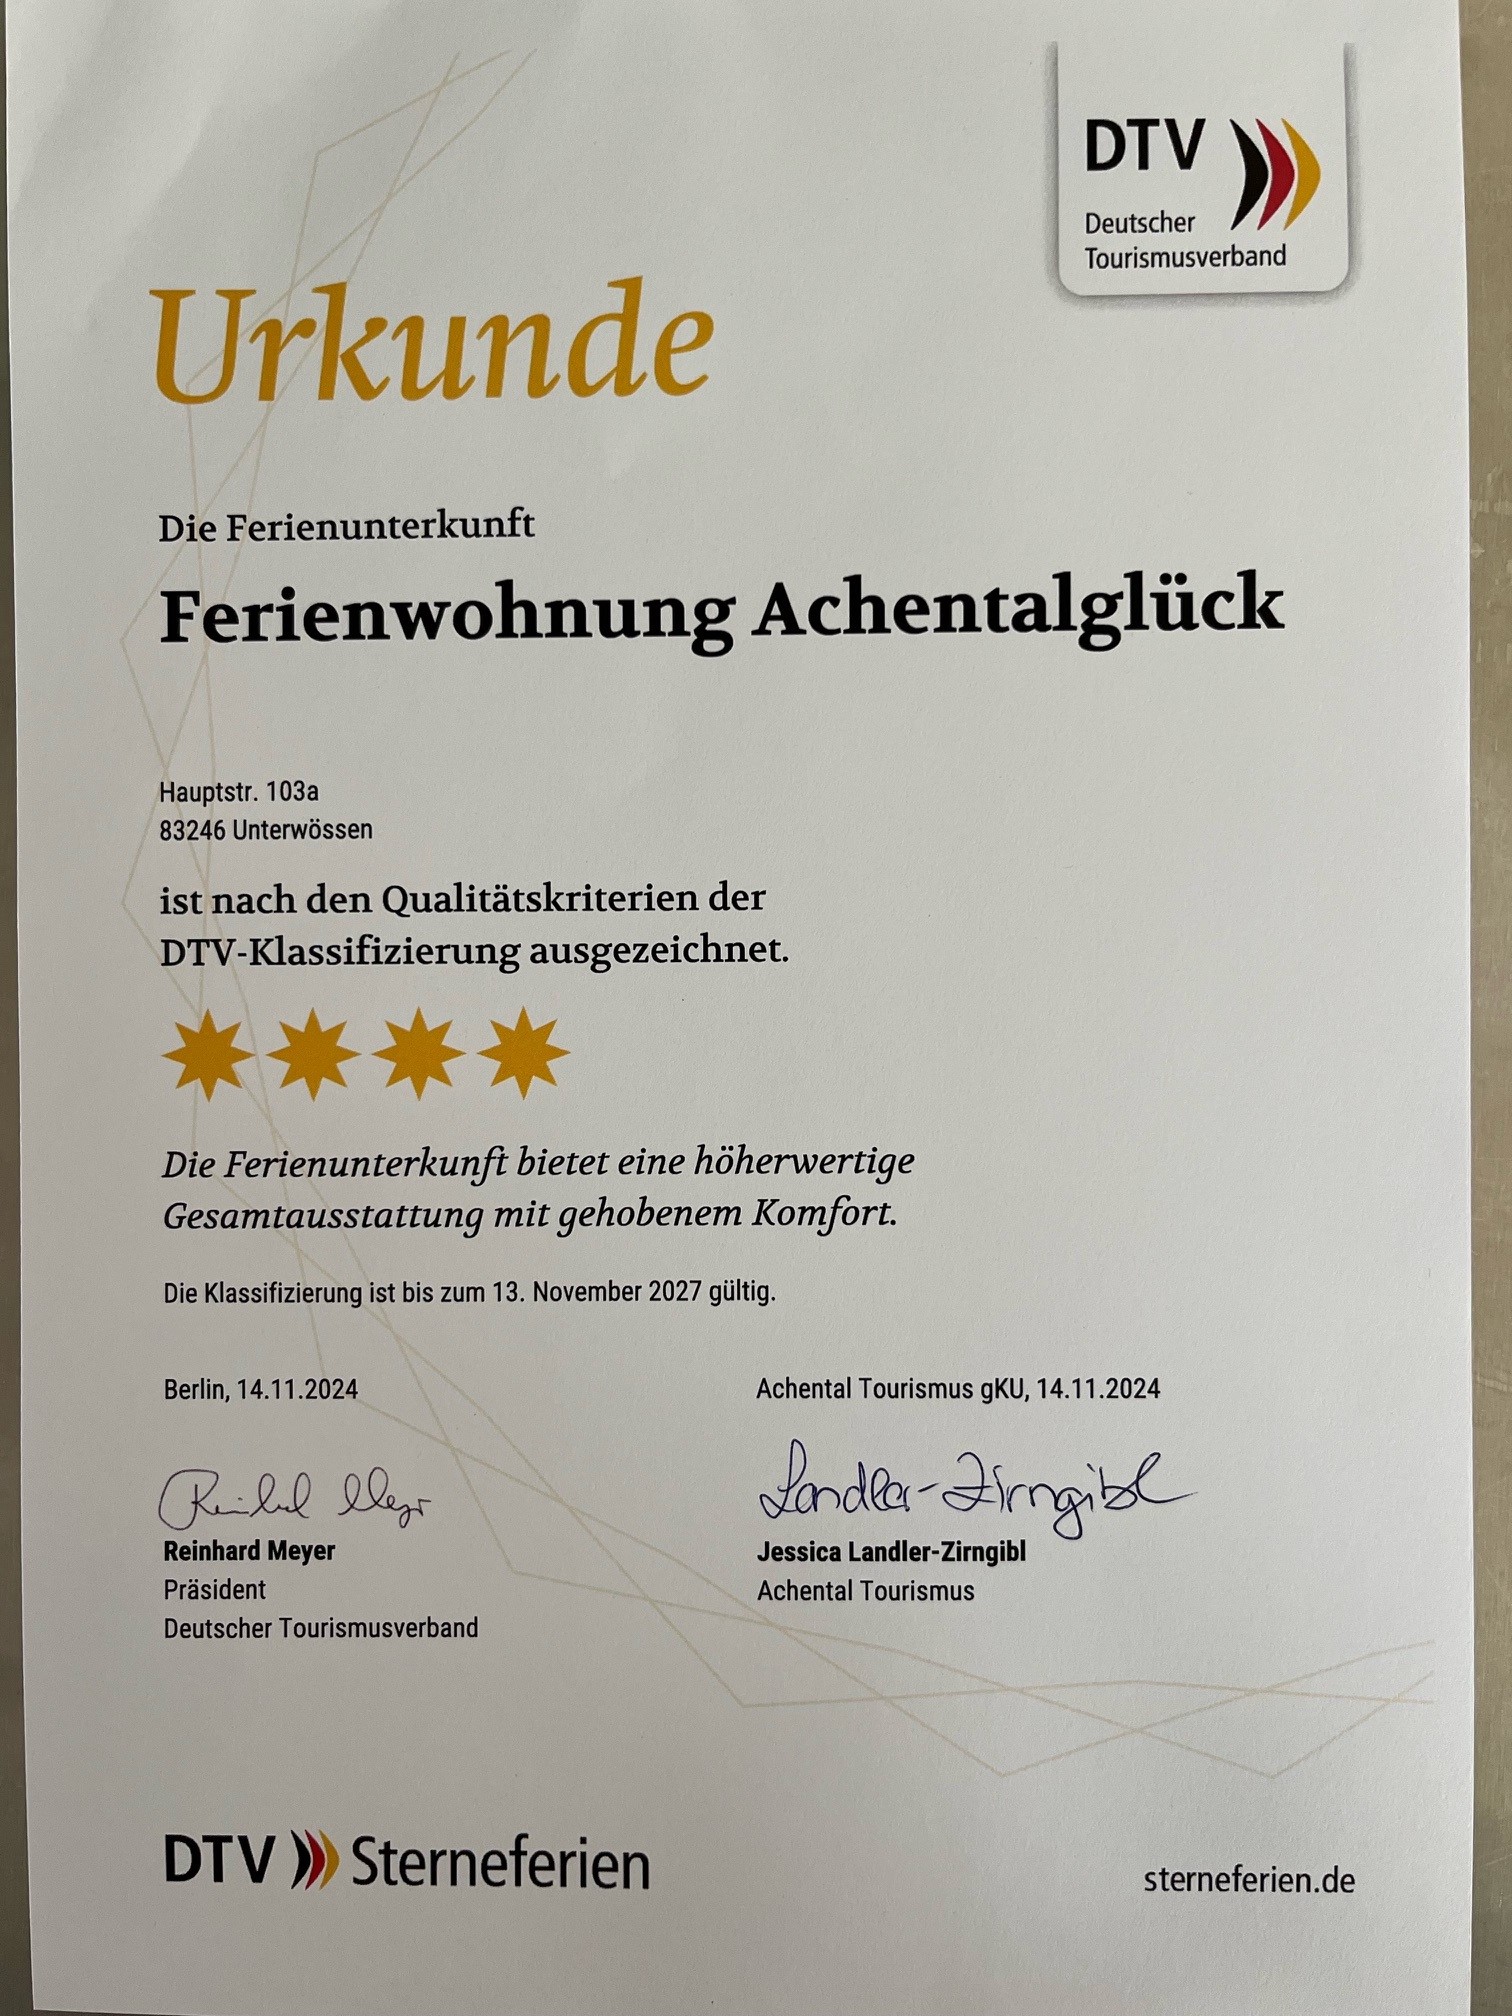 DTV
Deutscher
Tourismusverband
Urkunde
Die Ferienunterkunft
Ferienwohnung Achentalglück
Hauptstr. 103a
83246 Unterwössen
ist nach den Qualitätskriterien der
DTV-Klassifizierung ausgezeichnet.
Die Ferienunterkunft bietet eine höherwertige
Gesamtausstattung mit gehobenem Komfort.
Die Klassifizierung ist bis zum 13. November 2027 gültig.
Berlin, 14.11.2024
Reinhard Meyer
Reinhard Meyer
Präsident
Deutscher Tourismusverband
Achental Tourismus gKU, 14.11.2024
Landler-Zirngibl
Jessica Landler-Zirngibl
Achental Tourismus
DTV Sterneferien
sterneferien.de